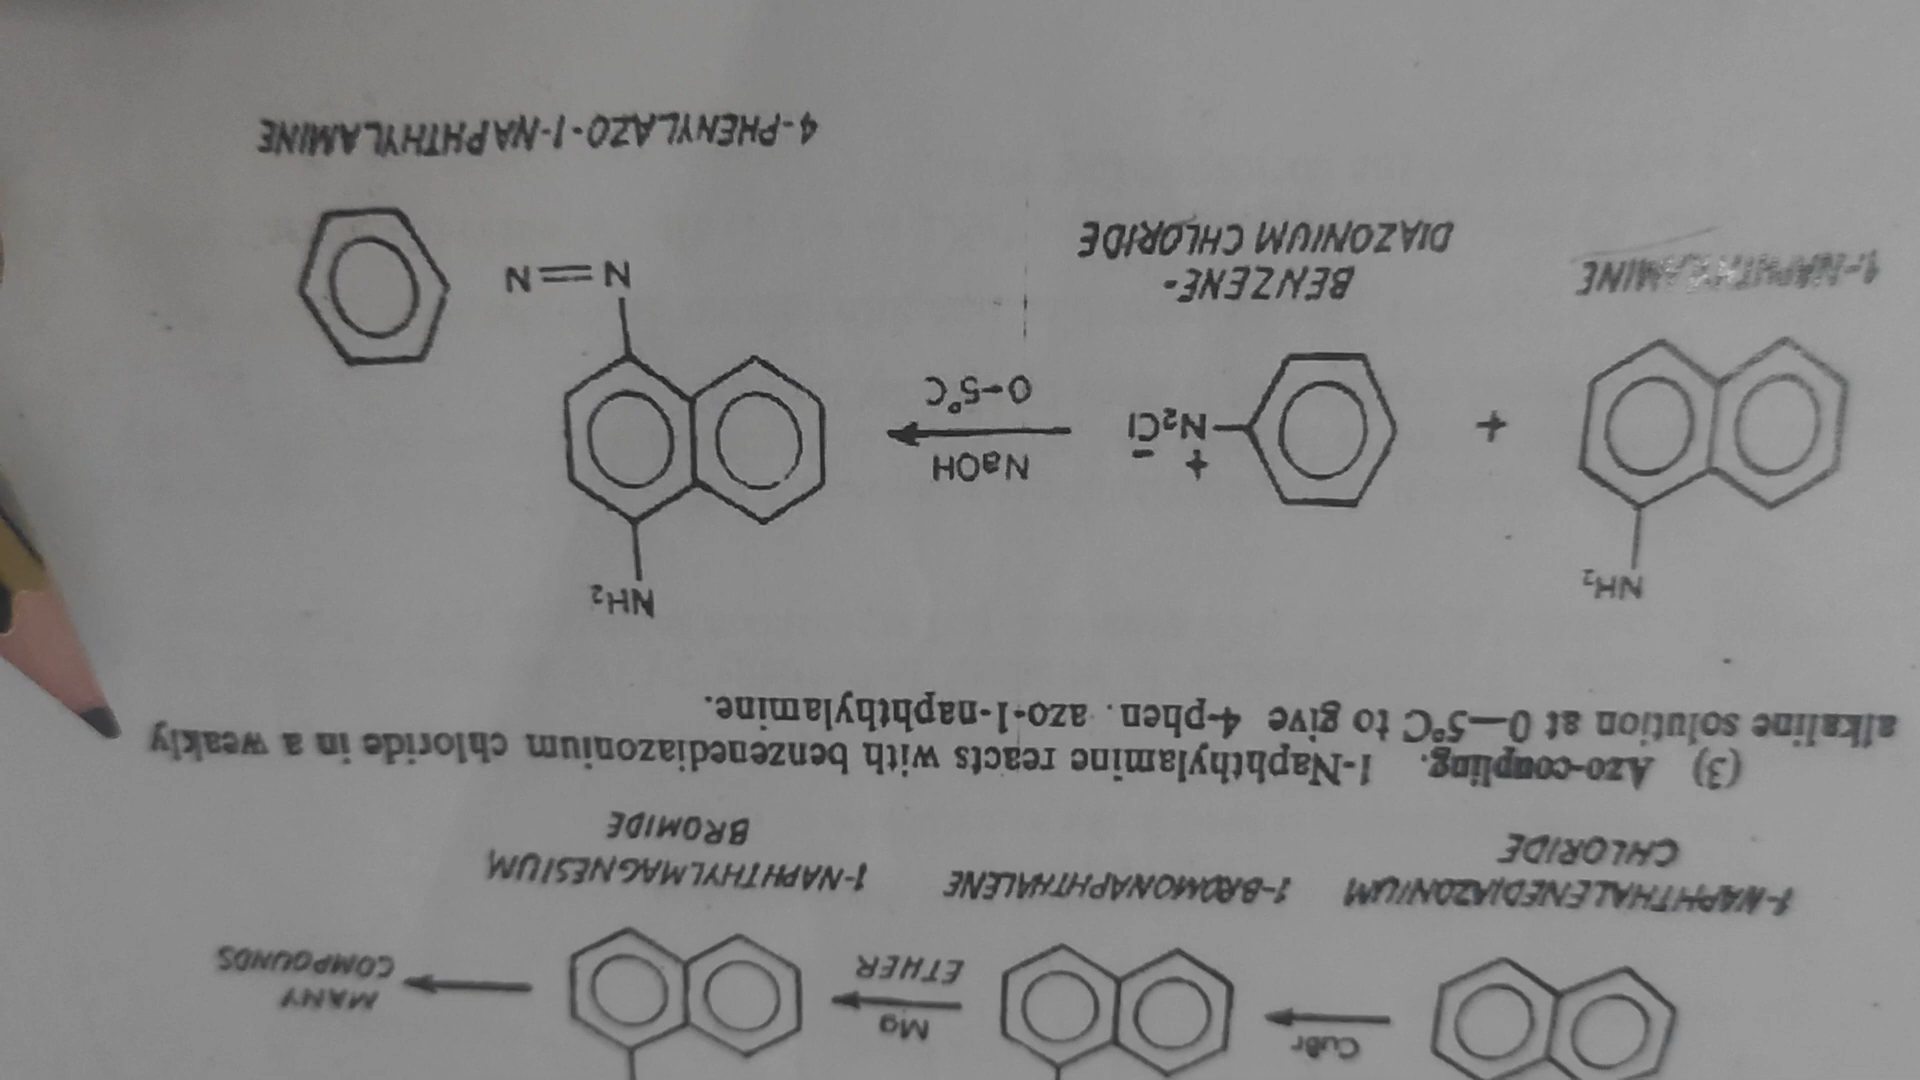 CuBr
Mg
ETHER
MANY
COMPOUNDS
1-NAPHTHALENEDIAZONIUM
CHLORIDE
1-BROMONAPHTHALENE
1-NAPHTHYLMAGNESIUM
BROMIDE
(3) Azo-coupling. 1-Naphthylamine reacts with benzenediazonium chloride in a weakly
alkaline solution at 0—5°C to give 4-phen. azo-1-naphthylamine.
NH₂
+
+ -
N₂Cl
NaOH
0-5°C
NH₂
N=N
1-NAPHTHYLAMINE
BENZENE-
DIAZONIUM CHLORIDE
4-PHENYLAZO-1-NAPHTHYLAMINE